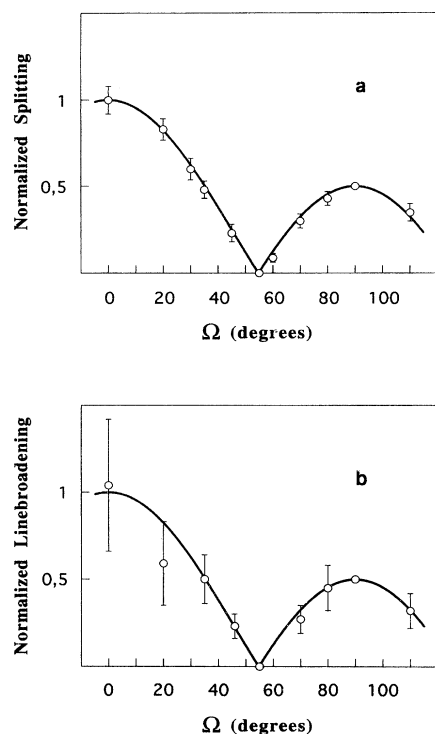 a
Normalized Splitting
1
0,5
0 20 40 60 80 100
Ω (degrees)
b
Normalized Linebroadening
1
0,5
0 20 40 60 80 100
Ω (degrees)